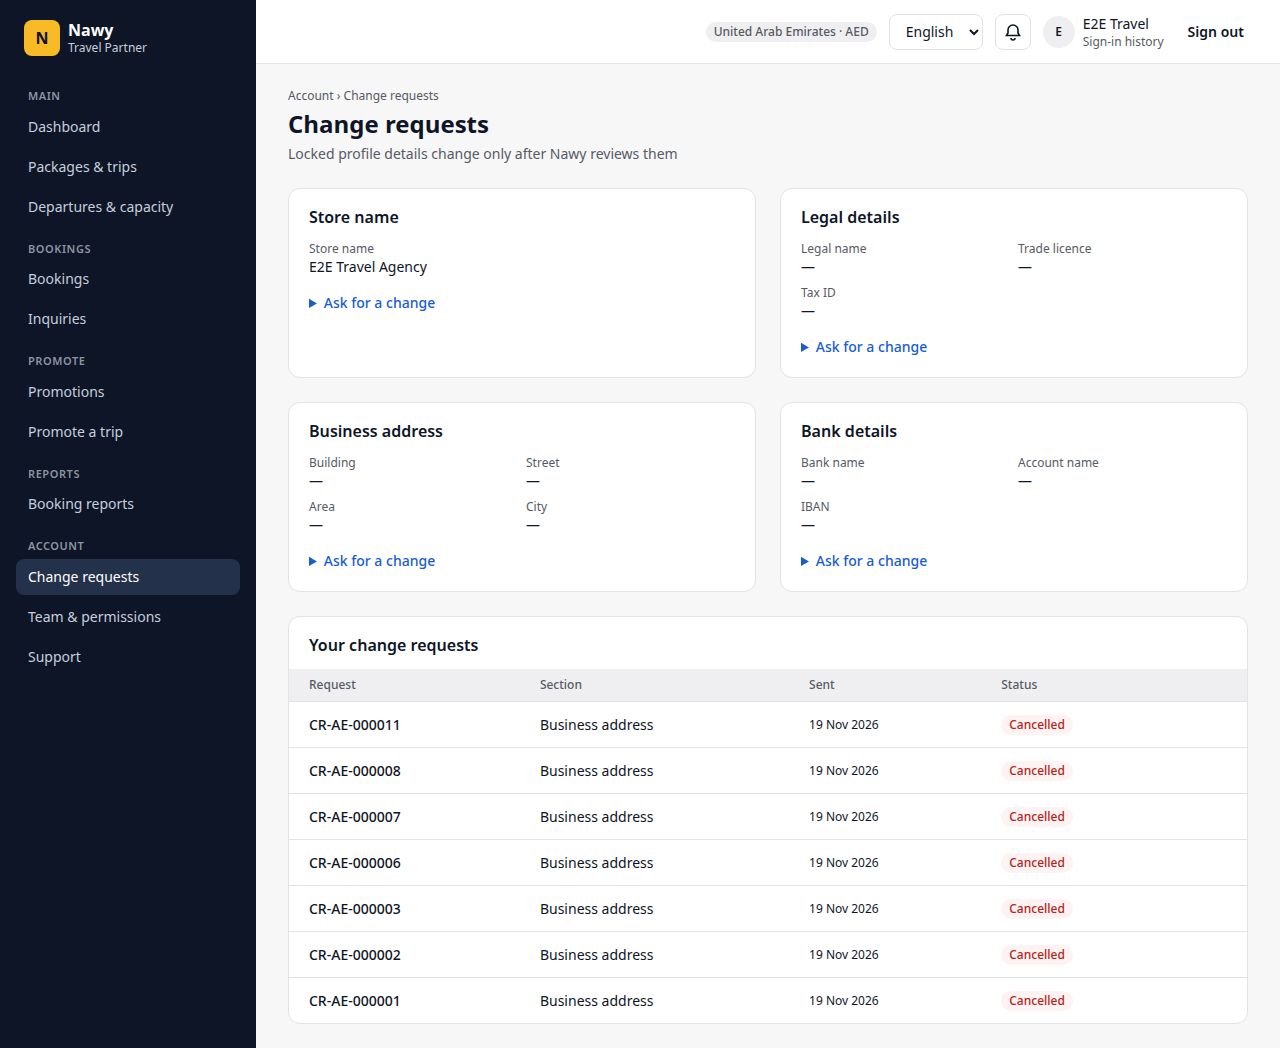 N
Nawy
Travel Partner
MAIN
Dashboard
Packages & trips
Departures & capacity
BOOKINGS
Bookings
Inquiries
PROMOTE
Promotions
Promote a trip
REPORTS
Booking reports
ACCOUNT
Change requests
Team & permissions
Support
United Arab Emirates · AED
English
E
E2E Travel
Sign-in history
Sign out
Account › Change requests
Change requests
Locked profile details change only after Nawy reviews them
Store name
Store name
E2E Travel Agency
Ask for a change
Legal details
Legal name Trade licence
— —
Tax ID
—
Ask for a change
Business address
Building Street
— —
Area City
— —
Ask for a change
Bank details
Bank name Account name
— —
IBAN
—
Ask for a change
Your change requests
Request Section Sent Status
CR-AE-000011 Business address 19 Nov 2026 Cancelled
CR-AE-000008 Business address 19 Nov 2026 Cancelled
CR-AE-000007 Business address 19 Nov 2026 Cancelled
CR-AE-000006 Business address 19 Nov 2026 Cancelled
CR-AE-000003 Business address 19 Nov 2026 Cancelled
CR-AE-000002 Business address 19 Nov 2026 Cancelled
CR-AE-000001 Business address 19 Nov 2026 Cancelled